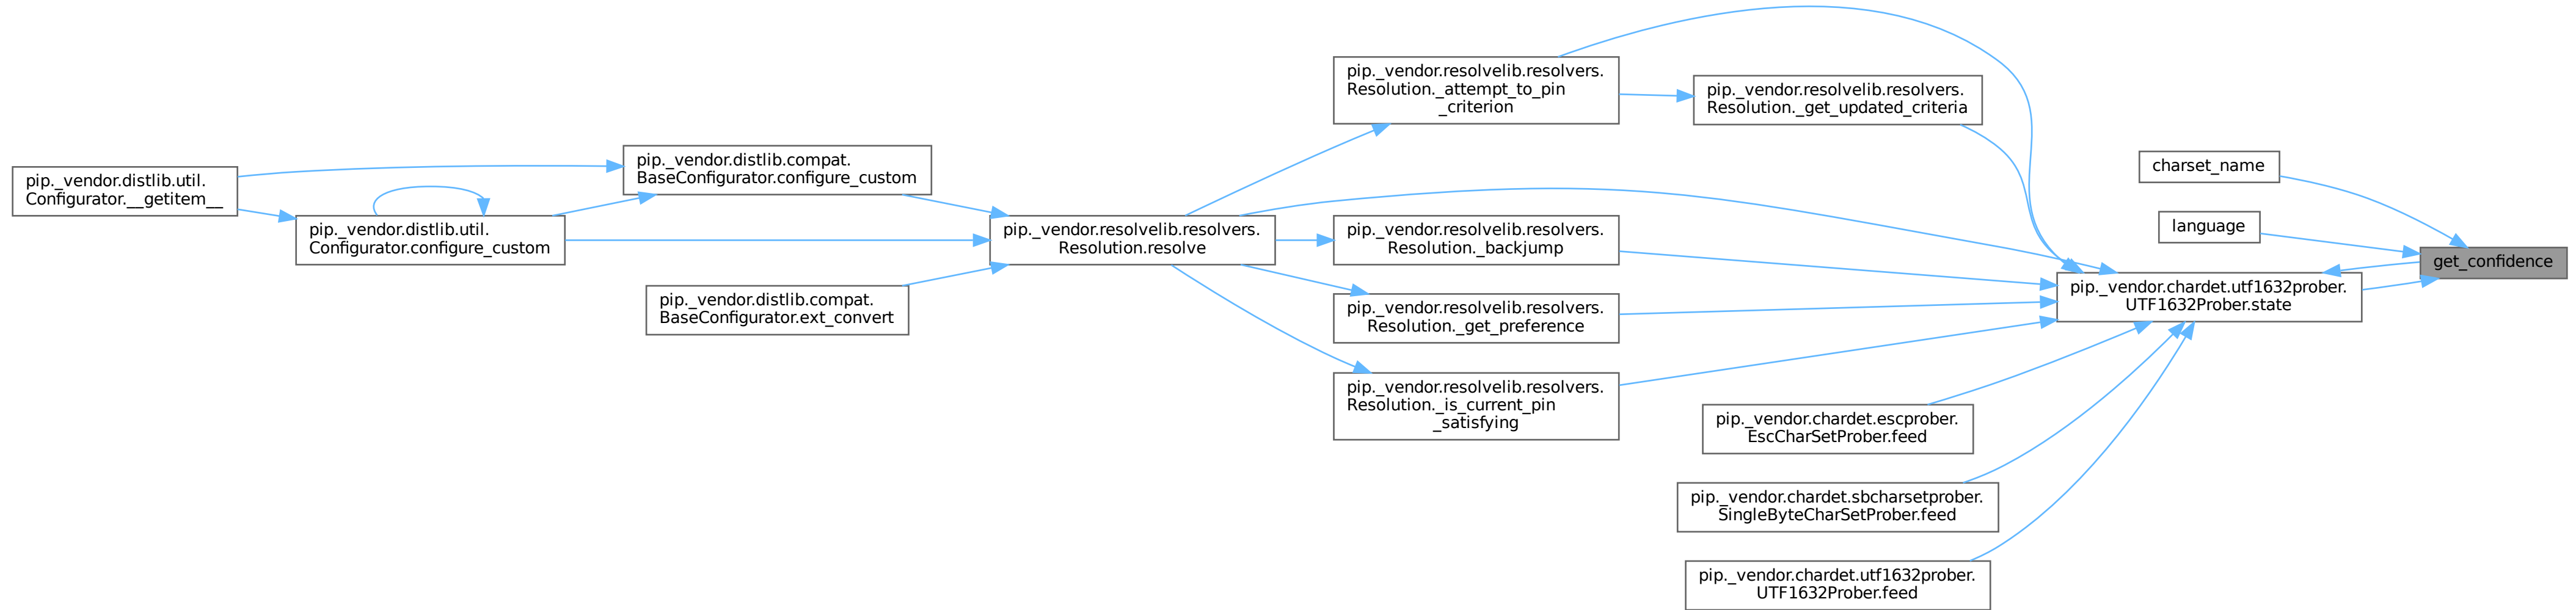 pip._vendor.distlib.util.
Configurator.__getitem__
pip._vendor.distlib.util.
Configurator.configure_custom
pip._vendor.distlib.compat.
BaseConfigurator.configure_custom
pip._vendor.distlib.compat.
BaseConfigurator.ext_convert
pip._vendor.resolvelib.resolvers.
Resolution.resolve
pip._vendor.resolvelib.resolvers.
Resolution._attempt_to_pin
_criterion
pip._vendor.resolvelib.resolvers.
Resolution._get_updated_criteria
pip._vendor.resolvelib.resolvers.
Resolution._backjump
pip._vendor.resolvelib.resolvers.
Resolution._get_preference
pip._vendor.resolvelib.resolvers.
Resolution._is_current_pin
_satisfying
pip._vendor.chardet.escprober.
EscCharSetProber.feed
pip._vendor.chardet.sbcharsetprober.
SingleByteCharSetProber.feed
pip._vendor.chardet.utf1632prober.
UTF1632Prober.feed
charset_name
language
pip._vendor.chardet.utf1632prober.
UTF1632Prober.state
get_confidence